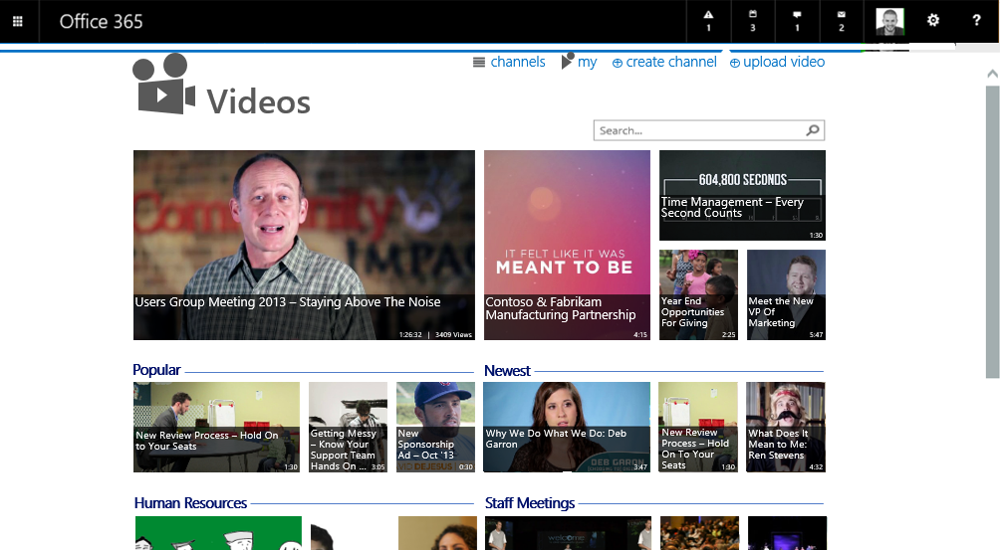 Office 365
1
3
1
2
?
channels
my
create channel
upload video
Videos
Search...
Community
IMPAC
Users Group Meeting 2013 – Staying Above The Noise
1:26:32 | 3409 Views
IT FELT LIKE IT WAS
MEANT TO BE
Contoso & Fabrikam
Manufacturing Partnership
4:15
604,800 SECONDS
Time Management – Every
Second Counts
1:30
Year End
Opportunities
For Giving
2:25
Meet the New
VP Of
Marketing
5:47
Popular
New Review Process – Hold On
to Your Seats
1:30
Getting Messy
– Know Your
Support Team
Hands On ...
3:05
New
Sponsorship
Ad – Oct '13
0:30
Newest
Why We Do What We Do: Deb
Garron
DEB GARRON
3:47
New Review
Process – Hold
On To Your
Seats
1:30
What Does It
Mean to Me:
Ren Stevens
4:32
Human Resources
Staff Meetings
welcome